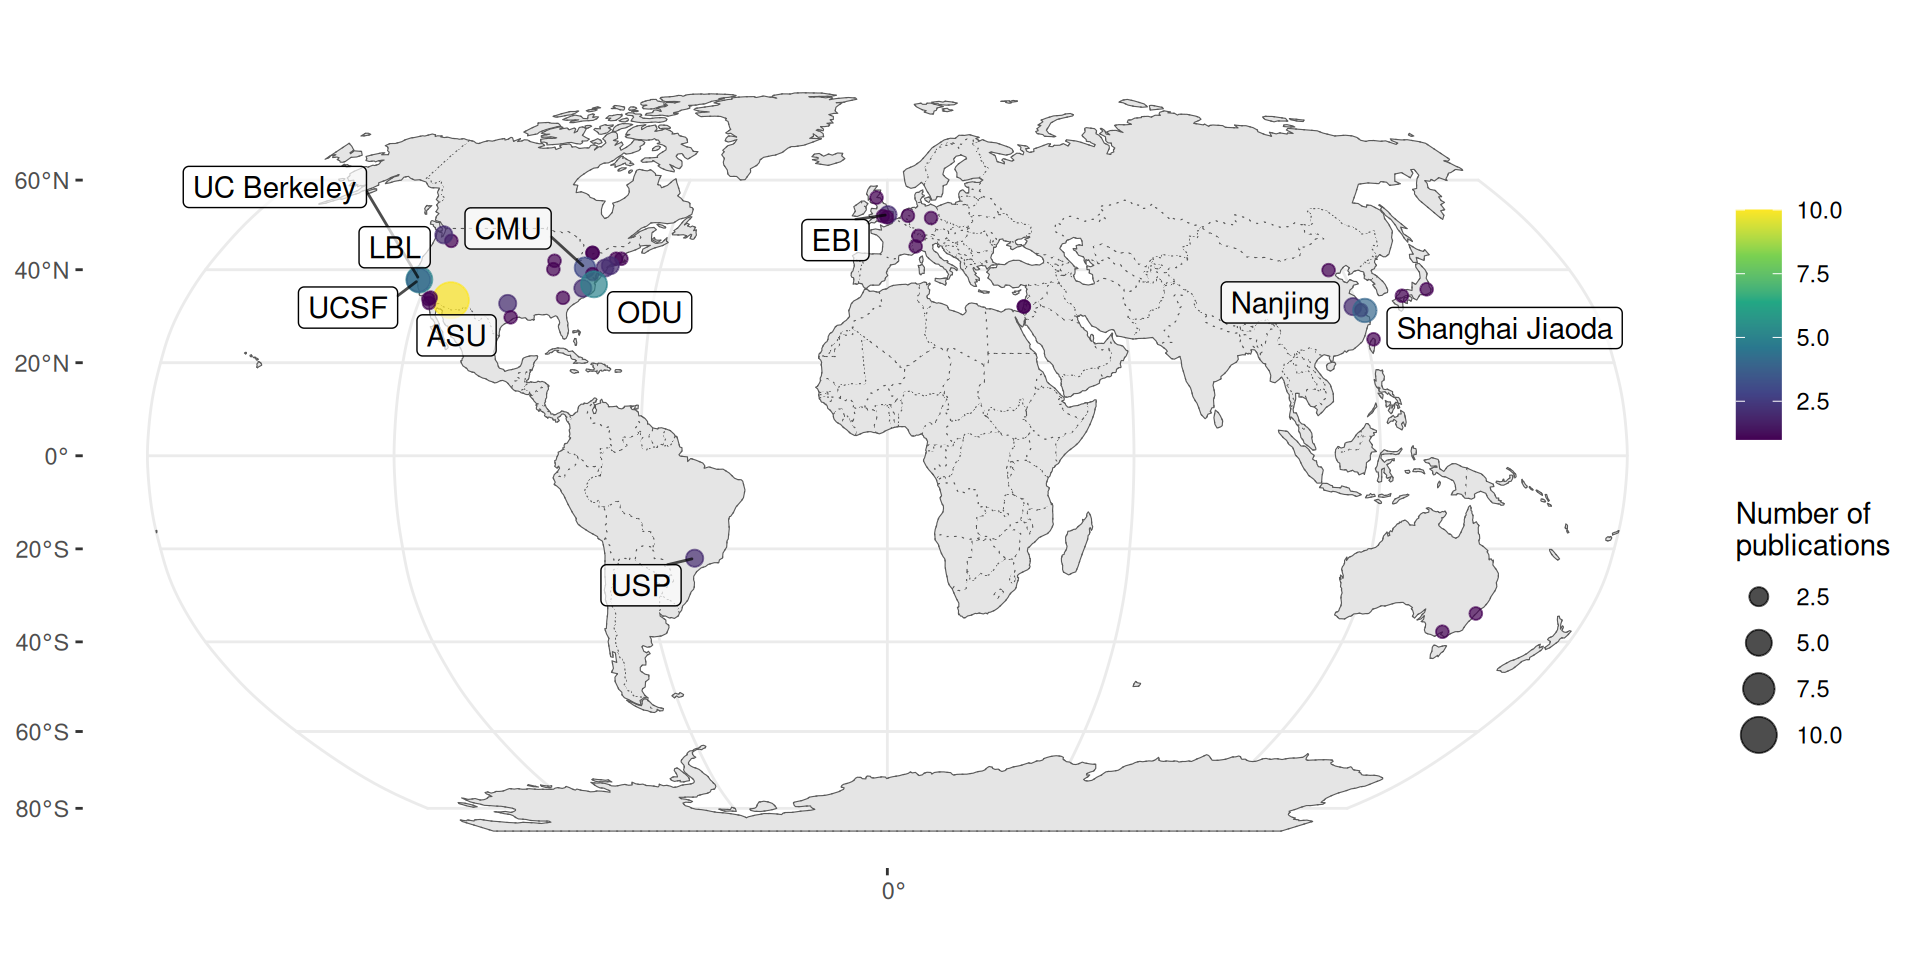 60°N
40°N
20°N
0°
20°S
40°S
60°S
80°S
0°
UC Berkeley
LBL
CMU
UCSF
ASU
ODU
EBI
Nanjing
Shanghai Jiaoda
USP
10.0
7.5
5.0
2.5
Number of
publications
2.5
5.0
7.5
10.0